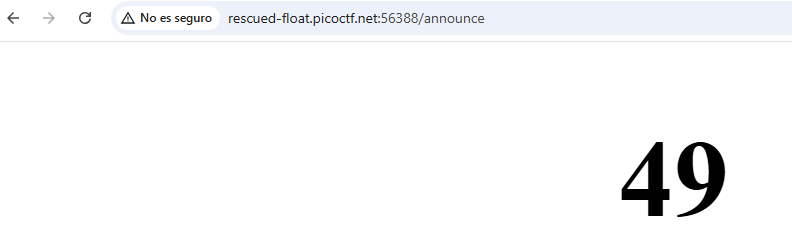 No es seguro rescued-float.picoctf.net:56388/announce
49